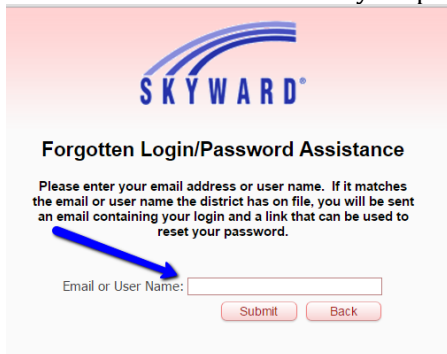 SKYWARD®
Forgotten Login/Password Assistance
Please enter your email address or user name. If it matches
the email or user name the district has on file, you will be sent
an email containing your login and a link that can be used to
reset your password.
Email or User Name:
Submit Back